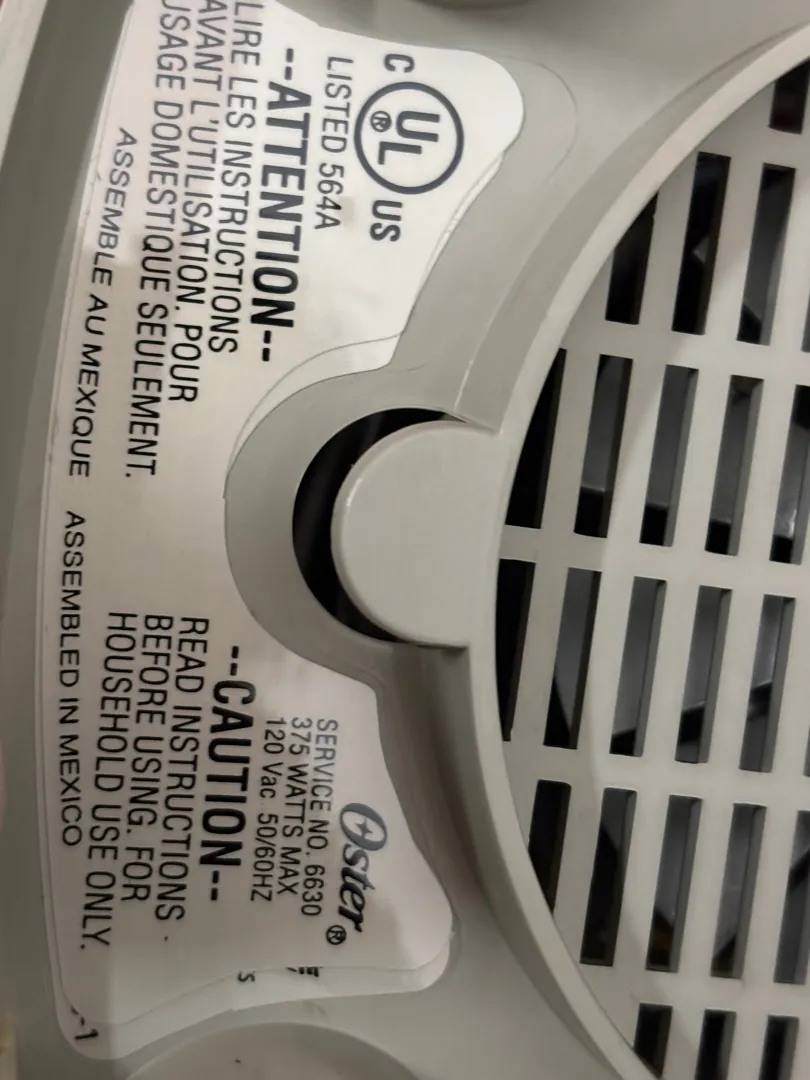 C UL® US
LISTED 564A
--ATTENTION--
LIRE LES INSTRUCTIONS
AVANT L'UTILISATION. POUR
USAGE DOMESTIQUE SEULEMENT.
ASSEMBLE AU MEXIQUE ASSEMBLED IN MEXICO
Oster®
SERVICE NO. 6630
375 WATTS MAX
120 Vac 50/60HZ
--CAUTION--
READ INSTRUCTIONS
BEFORE USING. FOR
HOUSEHOLD USE ONLY.